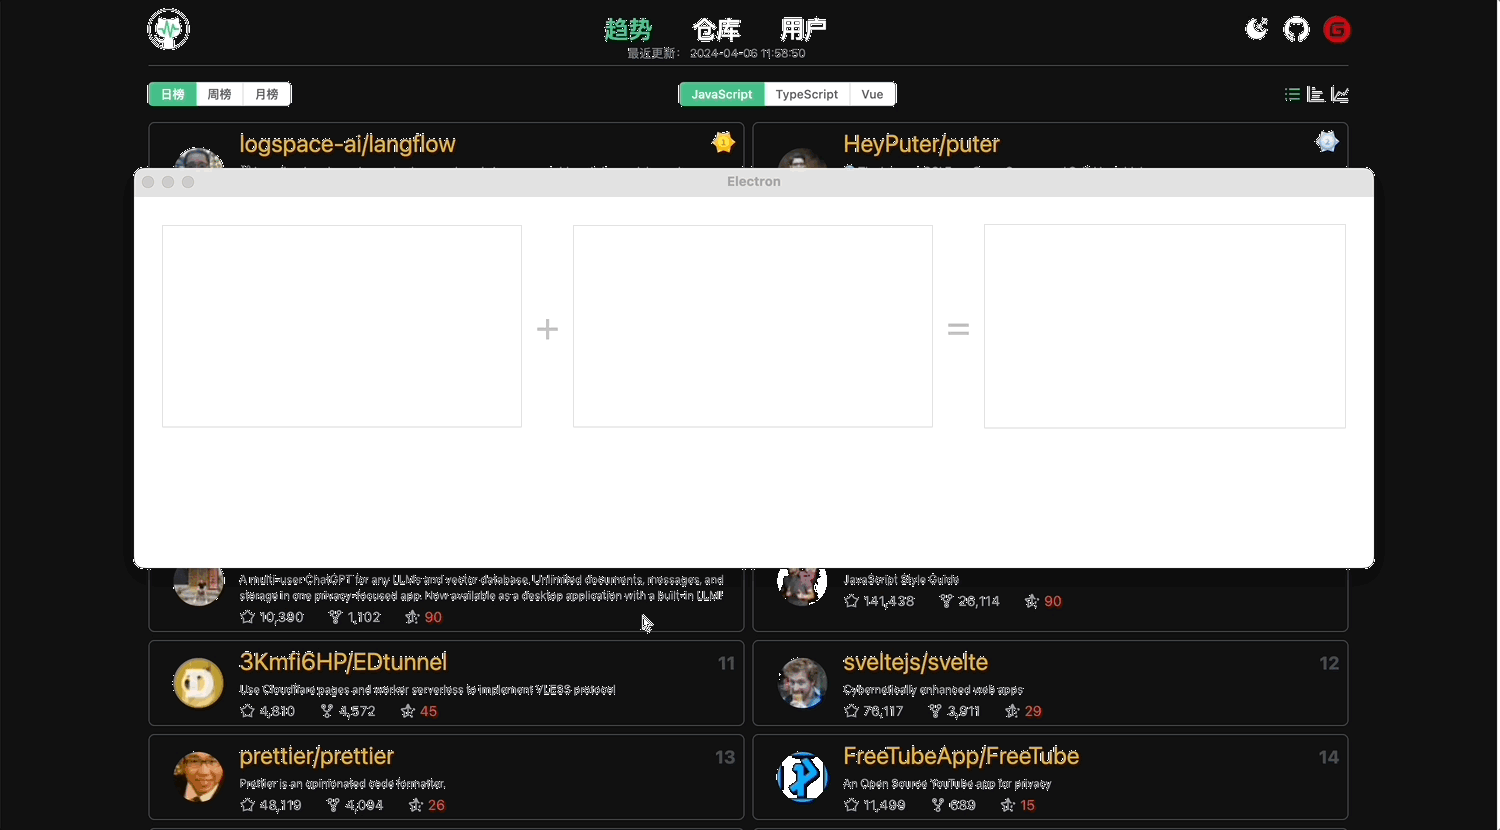 趋势 仓库 用户
最近更新： 2024-04-06 11:58:50
日榜 周榜 月榜 JavaScript TypeScript Vue
logspace-ai/langflow 1
HeyPuter/puter 2
Electron
+ =
A multi-user ChatGPT for any LLMs and vector database. Unlimited documents, messages, and
storage in one privacy-focused app. Now available as a desktop application with a built-in LLM!
10,380 1,102 90
JavaScript Style Guide
141,438 26,114 90
3Kmfi6HP/EDtunnel 11
Use Cloudflare pages and worker serverless to implement VLESS protocol
4,810 4,572 45
sveltejs/svelte 12
Cybernetically enhanced web apps
76,117 3,911 29
prettier/prettier 13
Prettier is an opinionated code formatter.
48,119 4,094 26
FreeTubeApp/FreeTube 14
An Open Source YouTube app for privacy
11,499 689 15